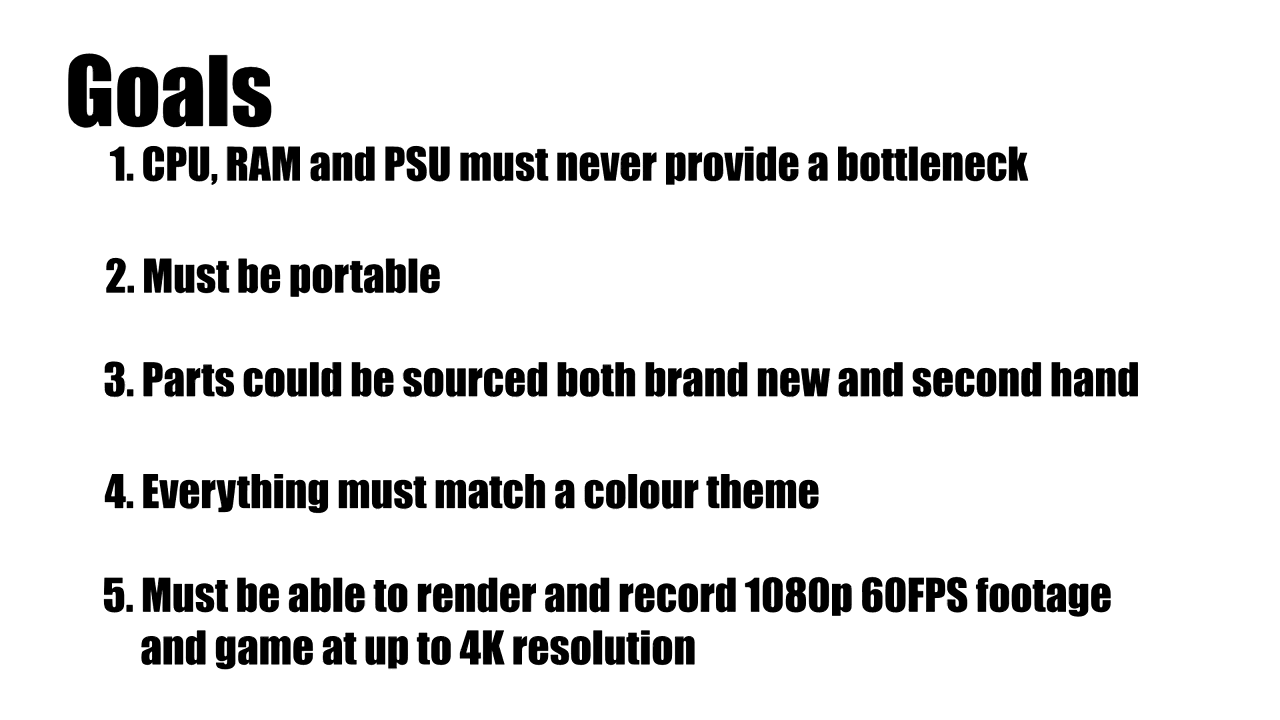 Goals
1. CPU, RAM and PSU must never provide a bottleneck
2. Must be portable
3. Parts could be sourced both brand new and second hand
4. Everything must match a colour theme
5. Must be able to render and record 1080p 60FPS footage
and game at up to 4K resolution